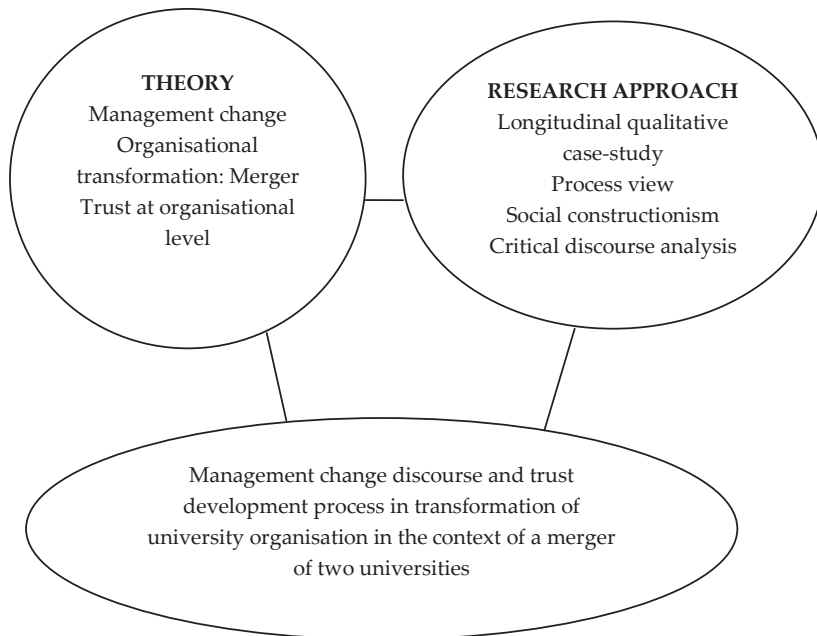 THEORY
Management change
Organisational
transformation: Merger
Trust at organisational
level
RESEARCH APPROACH
Longitudinal qualitative
case-study
Process view
Social constructionism
Critical discourse analysis
Management change discourse and trust
development process in transformation of
university organisation in the context of a merger
of two universities